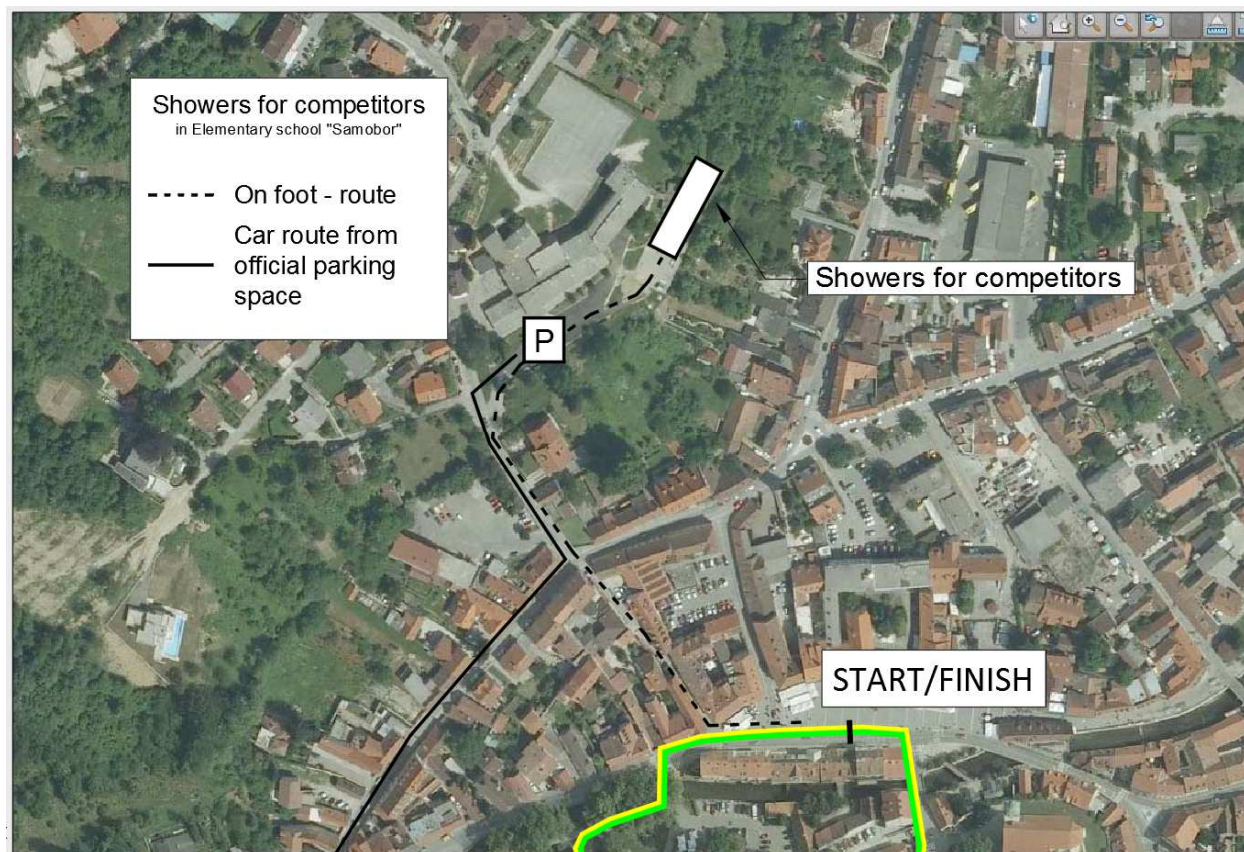 Showers for competitors
in Elementary school "Samobor"
On foot - route
Car route from
official parking
space
P
Showers for competitors
START/FINISH